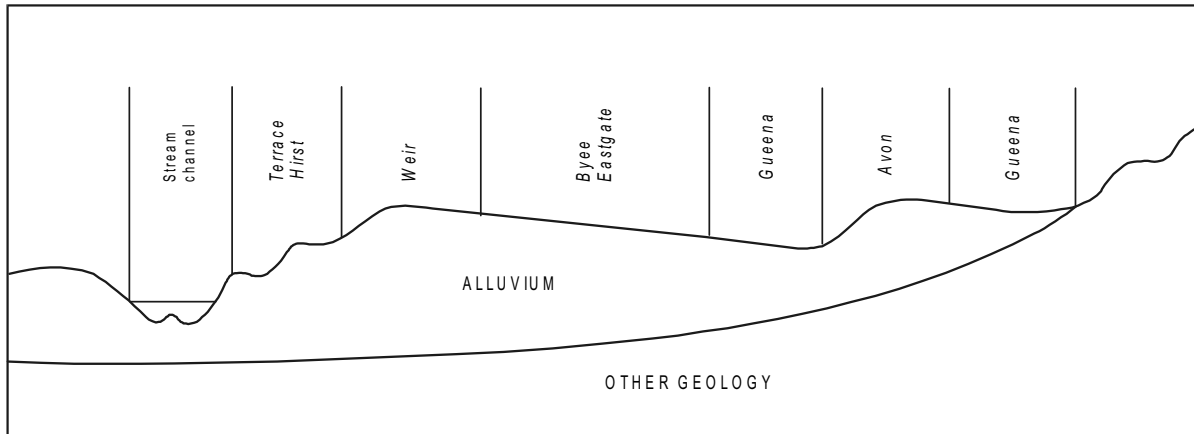 Stream
channel
Terrace
Hirst
Weir
Byee
Eastgate
Gueena
Avon
Gueena
ALLUVIUM
OTHER GEOLOGY